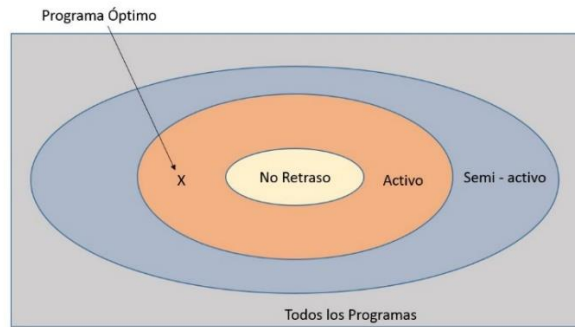 Programa Óptimo
X
No Retraso
Activo
Semi - activo
Todos los Programas